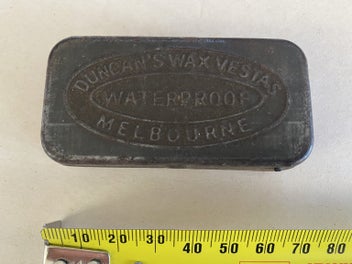 DUNCAN'S WAX VESTAS
WATERPROOF
MELBOURNE
10 20 30 40 50 60 70 80